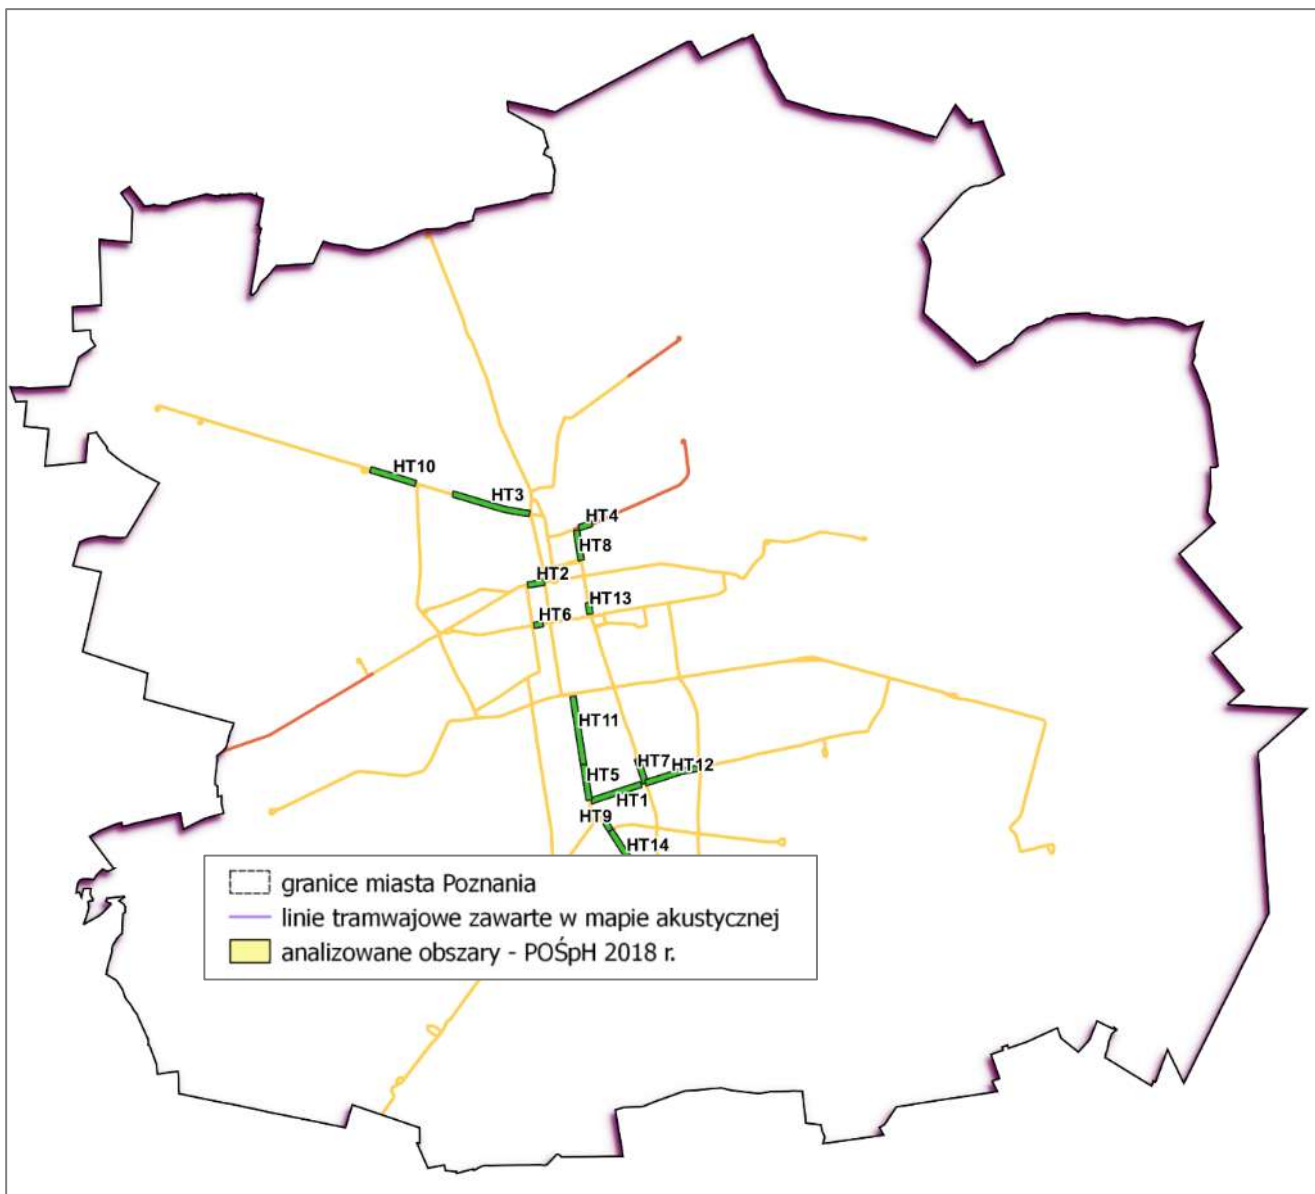 HT10
HT3
HT4
HT8
HT2
HT13
HT6
HT11
HT7
HT12
HT5
HT1
HT9
HT14
granice miasta Poznania
linie tramwajowe zawarte w mapie akustycznej
analizowane obszary - POŚpH 2018 r.